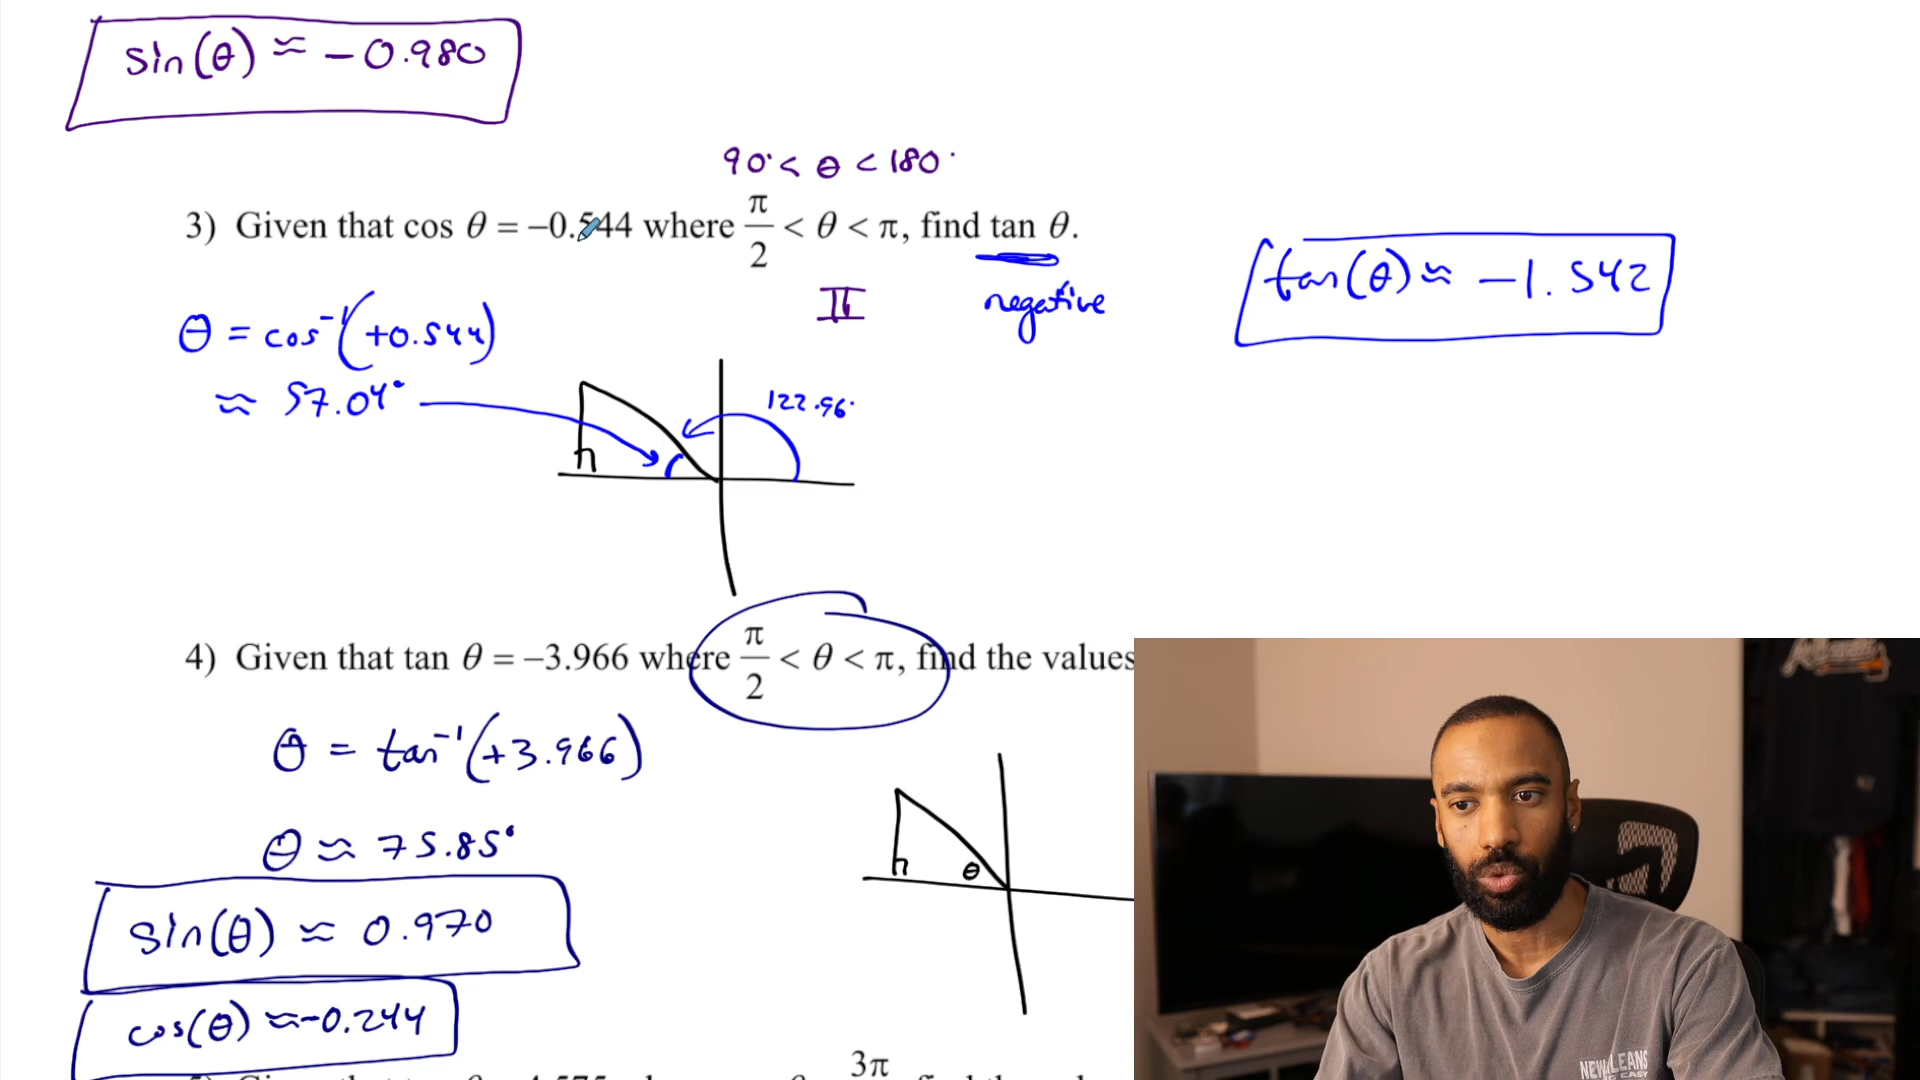 sin(θ) ≈ -0.980
90° < θ < 180°
3) Given that cos θ = −0.544 where π/2 < θ < π, find tan θ.
II
negative
tan(θ) ≈ -1.542
θ = cos⁻¹(+0.544)
≈ 57.04°
122.96°
4) Given that tan θ = −3.966 where π/2 < θ < π, find the values
θ = tan⁻¹(+3.966)
θ ≈ 75.85°
θ
sin(θ) ≈ 0.970
cos(θ) ≈ -0.244
3π